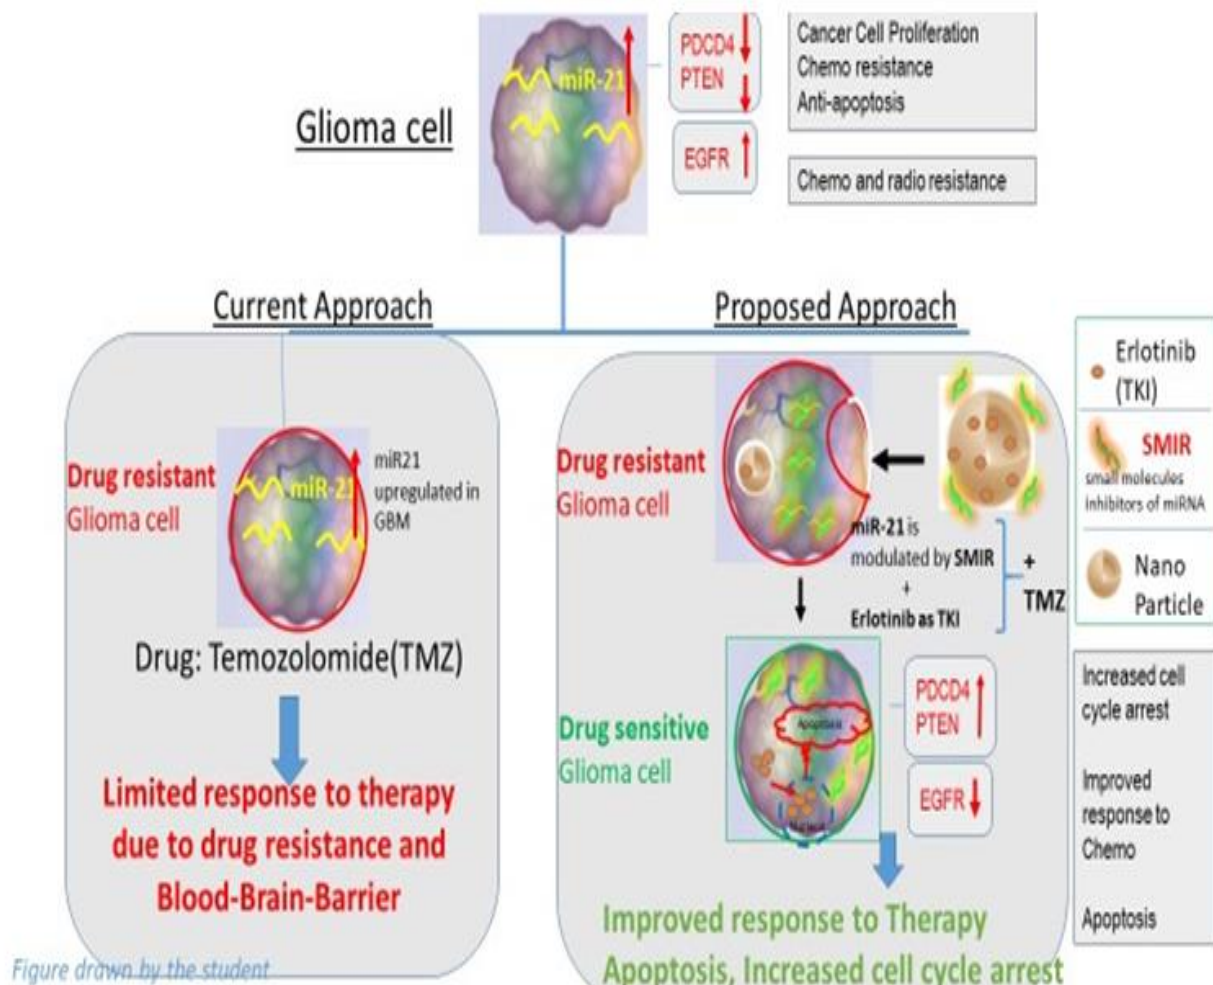 Glioma cell
miR-21
PDCD4
PTEN
EGFR
Cancer Cell Proliferation
Chemo resistance
Anti-apoptosis
Chemo and radio resistance
Current Approach
Drug resistant
Glioma cell
miR-21
miR21
upregulated in
GBM
Drug: Temozolomide(TMZ)
Limited response to therapy
due to drug resistance and
Blood-Brain-Barrier
Proposed Approach
Drug resistant
Glioma cell
miR-21 is
modulated by SMIR
+
Erlotinib as TKI
+
TMZ
Drug sensitive
Glioma cell
Apoptosis
PDCD4
PTEN
EGFR
Improved response to Therapy
Apoptosis, Increased cell cycle arrest
Erlotinib
(TKI)
SMIR
small molecules
inhibitors of miRNA
Nano
Particle
Increased cell
cycle arrest
Improved
response to
Chemo
Apoptosis
Figure drawn by the student